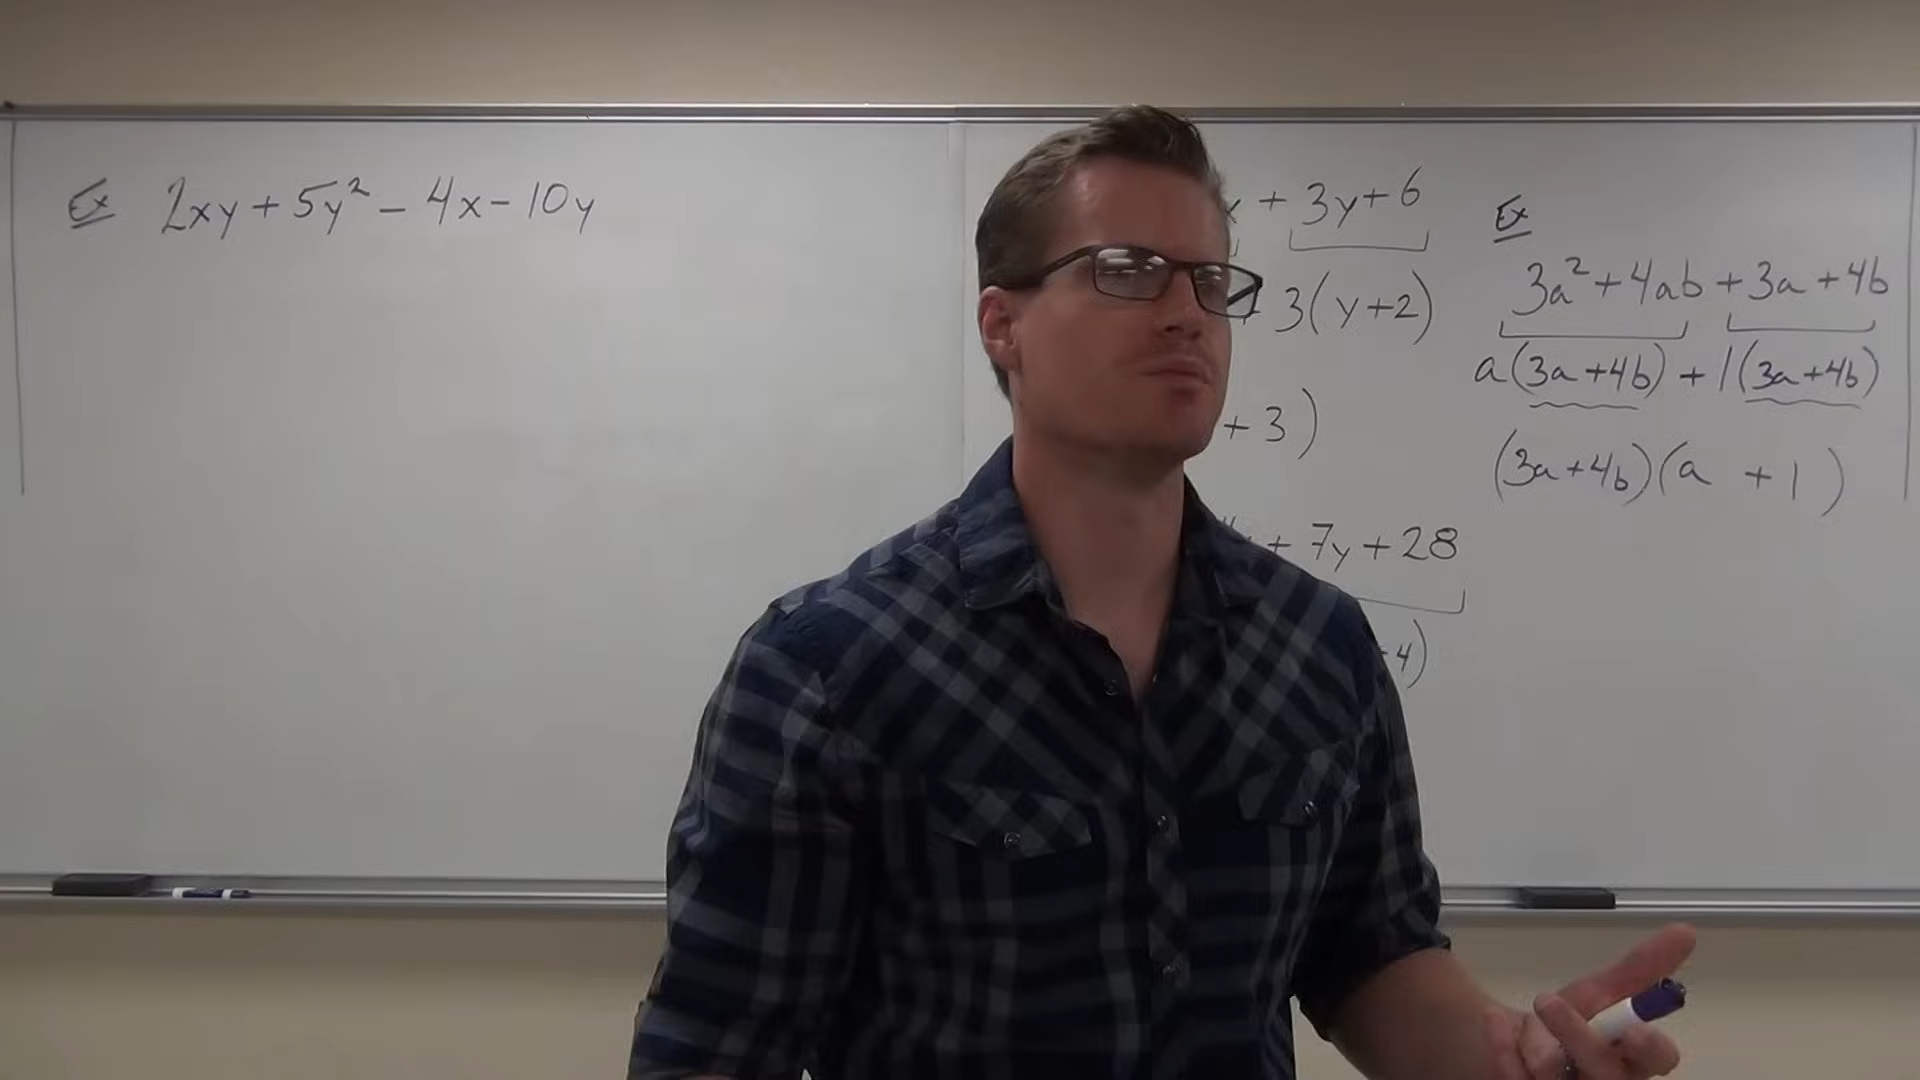 Ex 2xy + 5y² - 4x - 10y
+ 3y + 6
3(y+2)
+ 3)
+ 7y + 28
4)
Ex
3a² + 4ab + 3a + 4b
a(3a+4b) + 1(3a+4b)
(3a+4b)(a + 1)